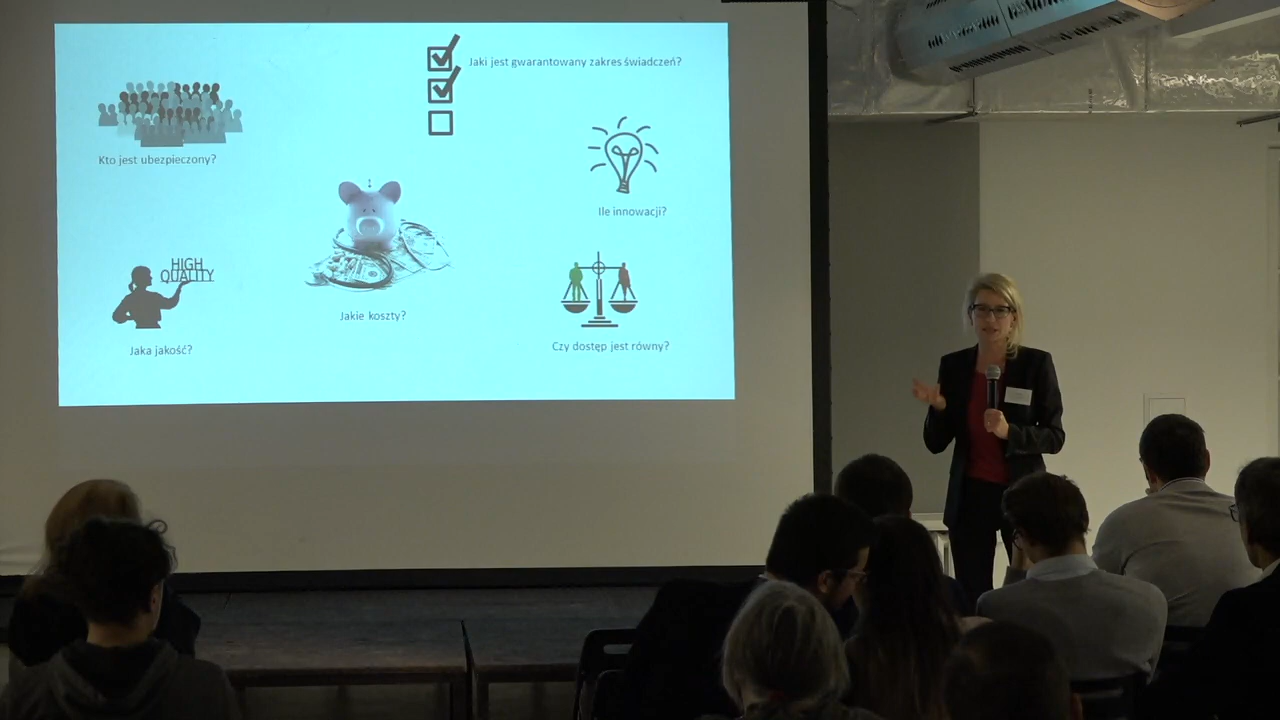 Jaki jest gwarantowany zakres świadczeń?
Kto jest ubezpieczony?
Ile innowacji?
HIGH
QUALITY
Jakie koszty?
Jaka jakość?
Czy dostęp jest równy?